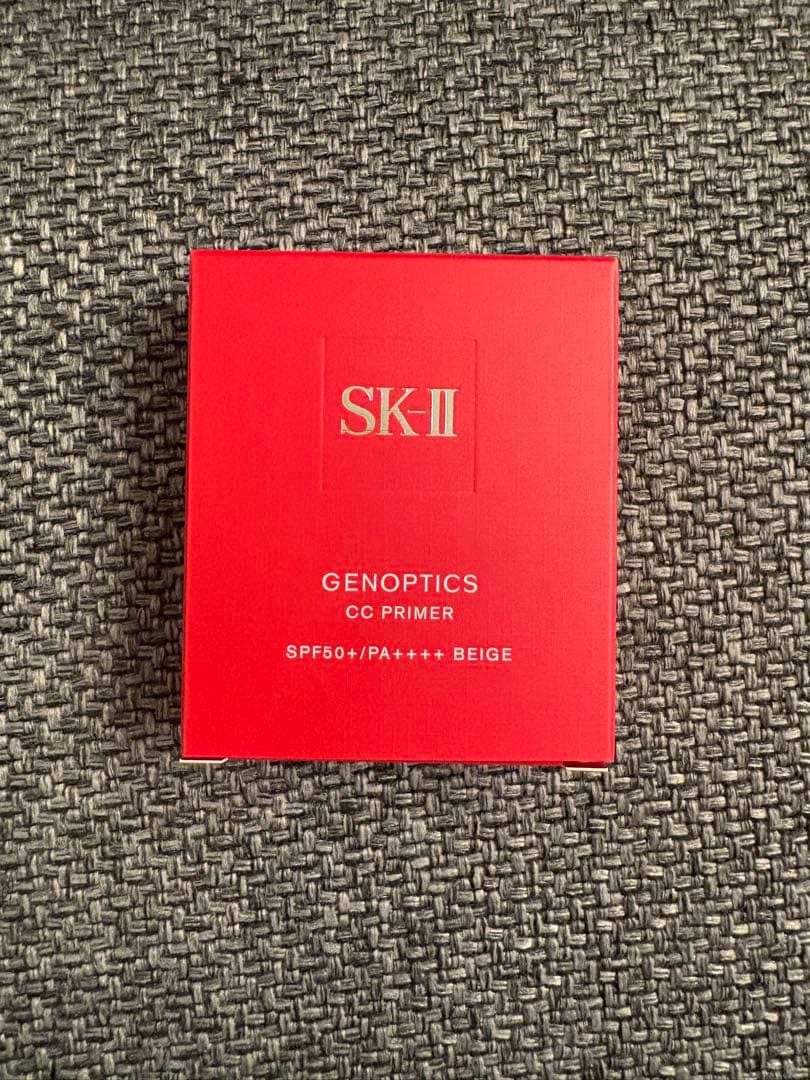 SK-II
GENOPTICS
CC PRIMER
SPF50+/PA++++ BEIGE